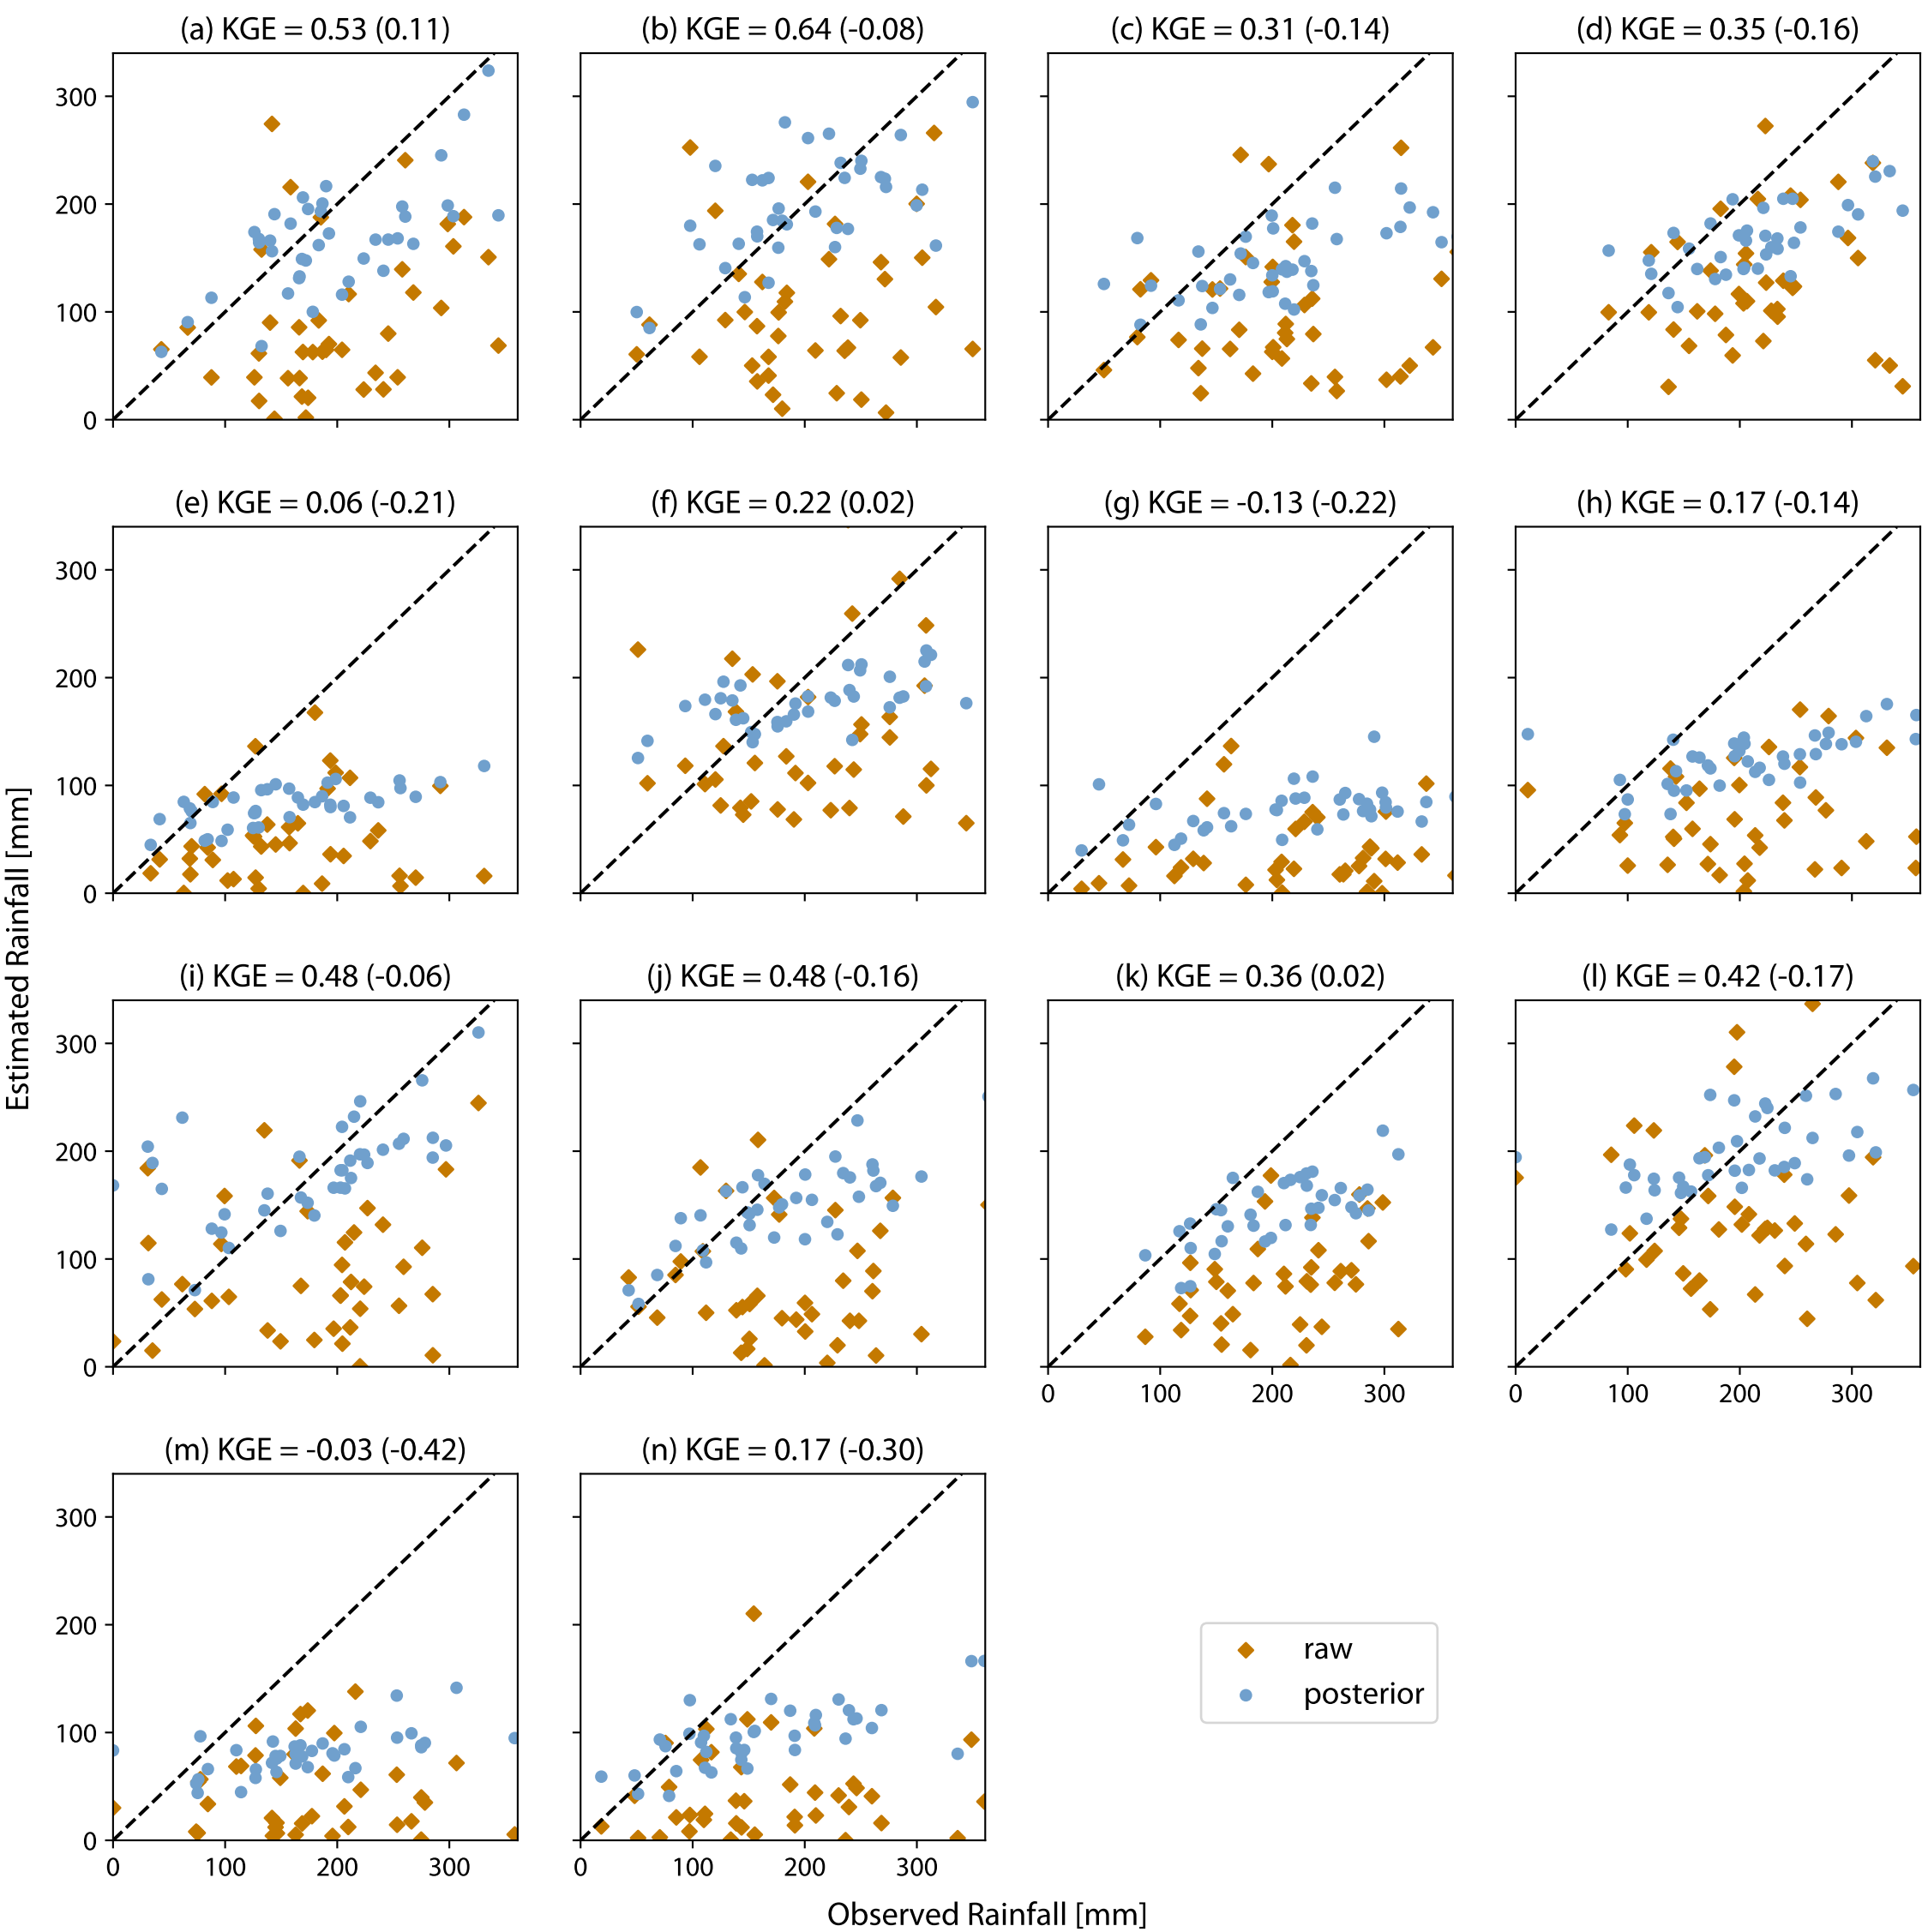 (a) KGE = 0.53 (0.11)
(b) KGE = 0.64 (-0.08)
(c) KGE = 0.31 (-0.14)
(d) KGE = 0.35 (-0.16)
300
200
100
0
(e) KGE = 0.06 (-0.21)
(f) KGE = 0.22 (0.02)
(g) KGE = -0.13 (-0.22)
(h) KGE = 0.17 (-0.14)
300
200
100
0
Estimated Rainfall [mm]
(i) KGE = 0.48 (-0.06)
(j) KGE = 0.48 (-0.16)
(k) KGE = 0.36 (0.02)
(l) KGE = 0.42 (-0.17)
300
200
100
0
0 100 200 300
0 100 200 300
(m) KGE = -0.03 (-0.42)
(n) KGE = 0.17 (-0.30)
300
200
100
0
0 100 200 300
0 100 200 300
raw
posterior
Observed Rainfall [mm]